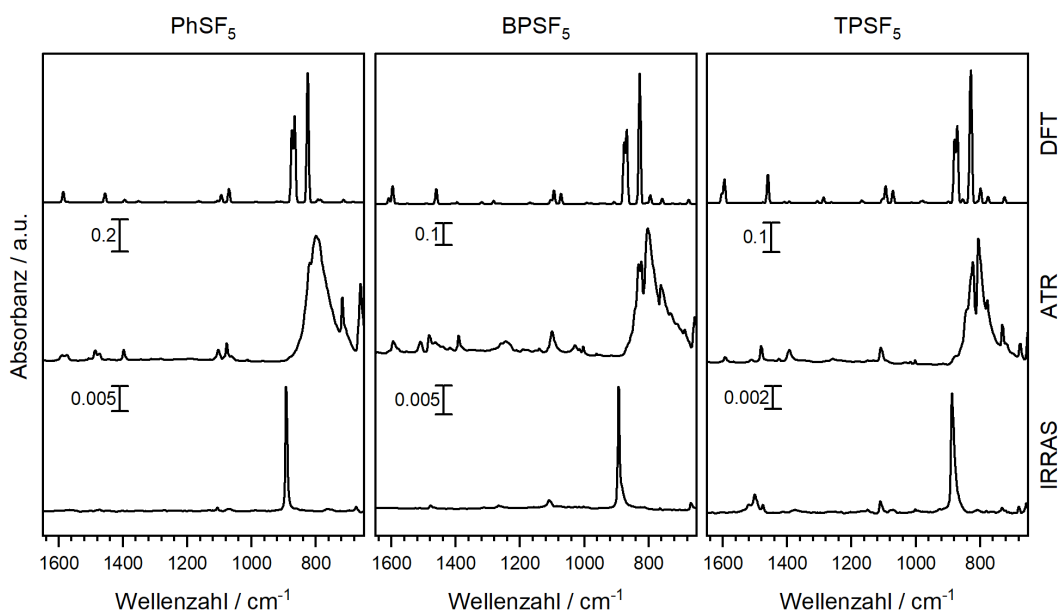 PhSF₅ BPSF₅ TPSF₅
DFT
0.2 0.1 0.1
ATR
Absorbanz / a.u.
0.005 0.005 0.002
IRRAS
1600 1400 1200 1000 800 1600 1400 1200 1000 800 1600 1400 1200 1000 800
Wellenzahl / cm⁻¹ Wellenzahl / cm⁻¹ Wellenzahl / cm⁻¹